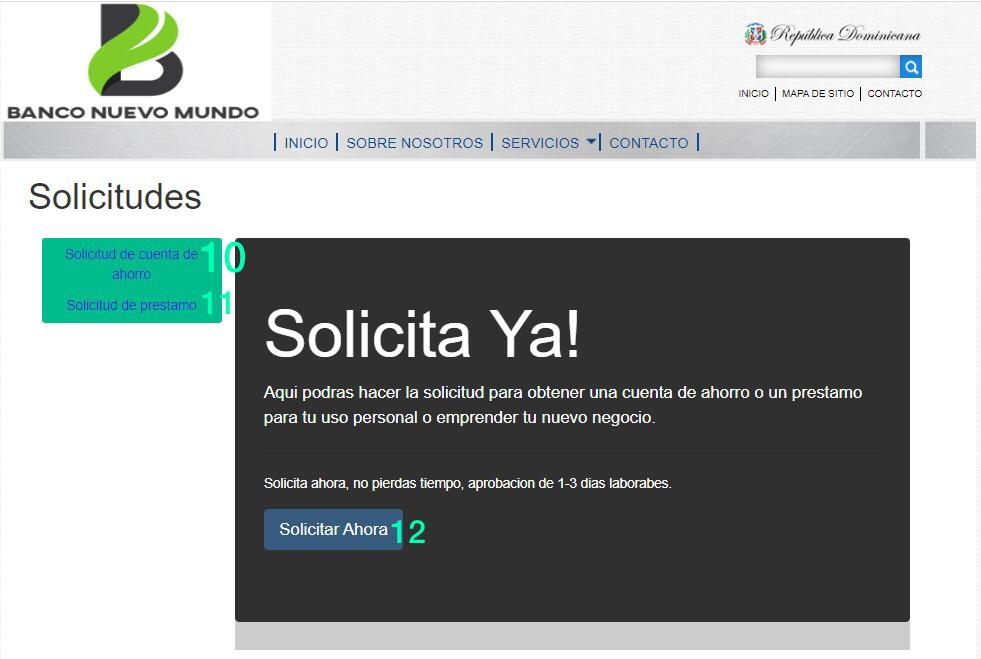 BANCO NUEVO MUNDO
República Dominicana
INICIO MAPA DE SITIO CONTACTO
INICIO SOBRE NOSOTROS SERVICIOS CONTACTO
Solicitudes
Solicitud de cuenta de 10
ahorro
Solicitud de prestamo 11
Solicita Ya!
Aqui podras hacer la solicitud para obtener una cuenta de ahorro o un prestamo
para tu uso personal o emprender tu nuevo negocio.
Solicita ahora, no pierdas tiempo, aprobacion de 1-3 dias laborabes.
Solicitar Ahora 12